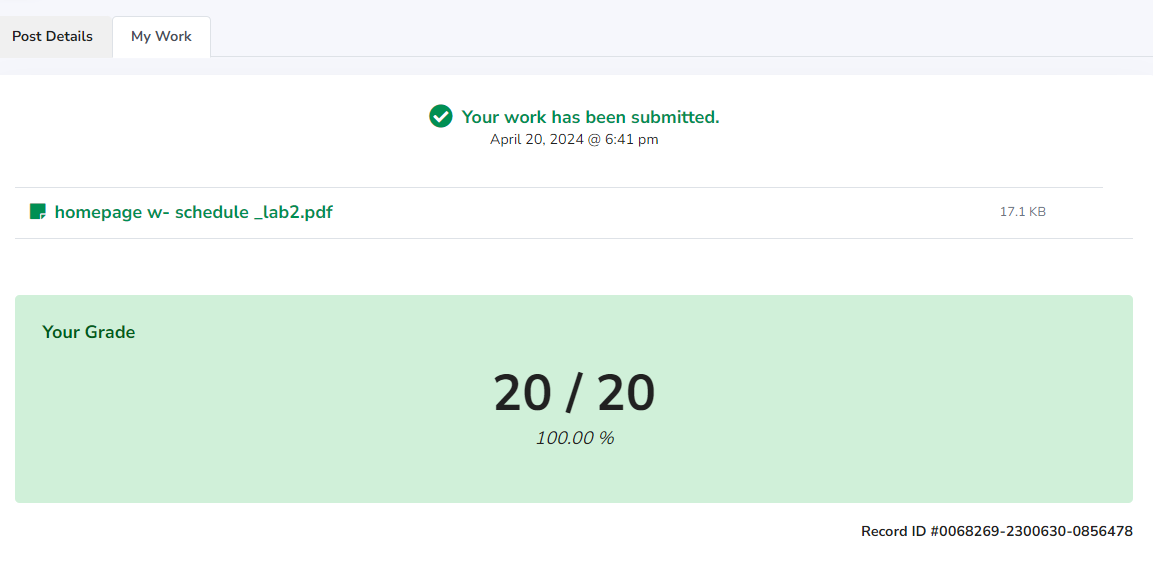 Post Details
My Work
Your work has been submitted.
April 20, 2024 @ 6:41 pm
homepage w- schedule _lab2.pdf
17.1 KB
Your Grade
20 / 20
100.00 %
Record ID #0068269-2300630-0856478